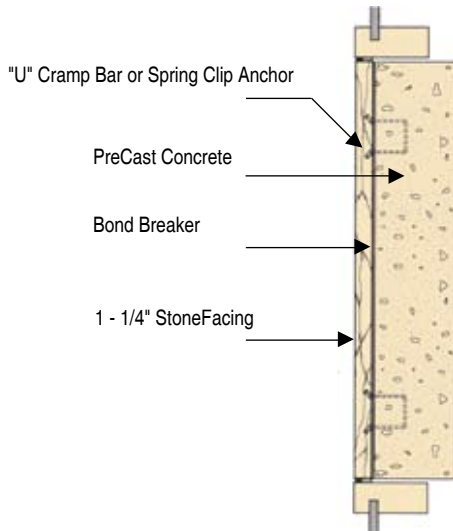 "U" Cramp Bar or Spring Clip Anchor
PreCast Concrete
Bond Breaker
1 - 1/4" StoneFacing